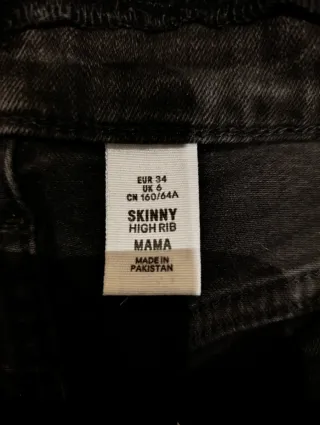 EUR 34
UK 6
CN 160/64A
SKINNY
HIGH RIB
MAMA
MADE IN
PAKISTAN